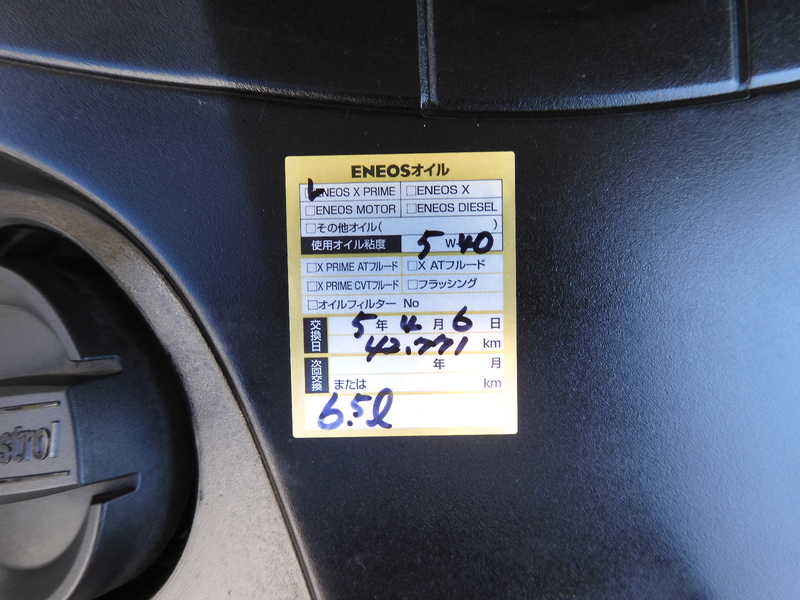 ENEOSオイル
ENEOS X PRIME □ENEOS X
□ENEOS MOTOR □ENEOS DIESEL
□その他オイル( )
使用オイル粘度 5 W- 40
□X PRIME ATフルード □X ATフルード
□X PRIME CVTフルード □フラッシング
□オイルフィルター No
交換日 5年 4月 6日
42.771 km
次回交換 年 月
または km
6.5ℓ